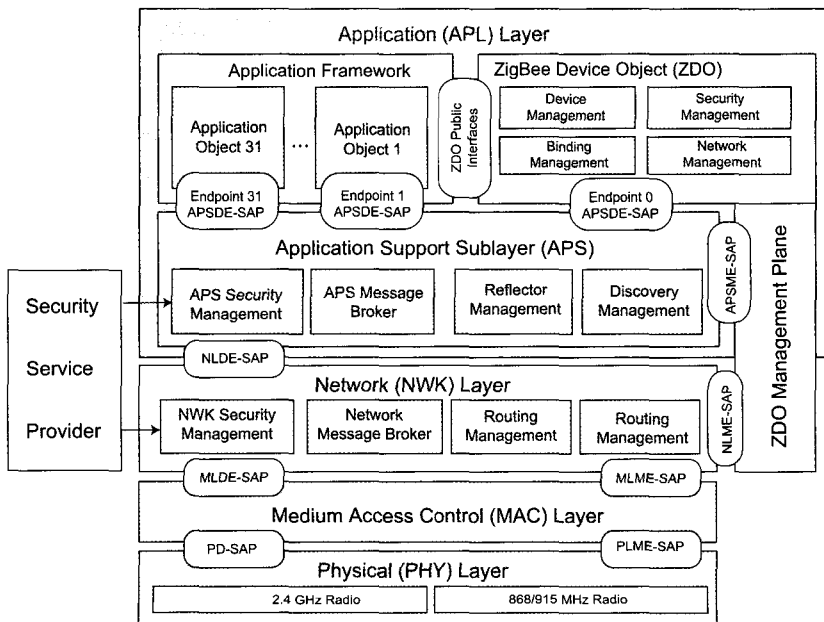 Application (APL) Layer
Application Framework
ZigBee Device Object (ZDO)
Application
Object 31
...
Application
Object 1
ZDO Public
Interfaces
Device
Management
Security
Management
Binding
Management
Network
Management
Endpoint 31
APSDE-SAP
Endpoint 1
APSDE-SAP
Endpoint 0
APSDE-SAP
Application Support Sublayer (APS)
APS Security
Management
APS Message
Broker
Reflector
Management
Discovery
Management
APSME-SAP
ZDO Management Plane
Security
Service
Provider
NLDE-SAP
Network (NWK) Layer
NWK Security
Management
Network
Message Broker
Routing
Management
Routing
Management
NLME-SAP
MLDE-SAP
MLME-SAP
Medium Access Control (MAC) Layer
PD-SAP
PLME-SAP
Physical (PHY) Layer
2.4 GHz Radio
868/915 MHz Radio